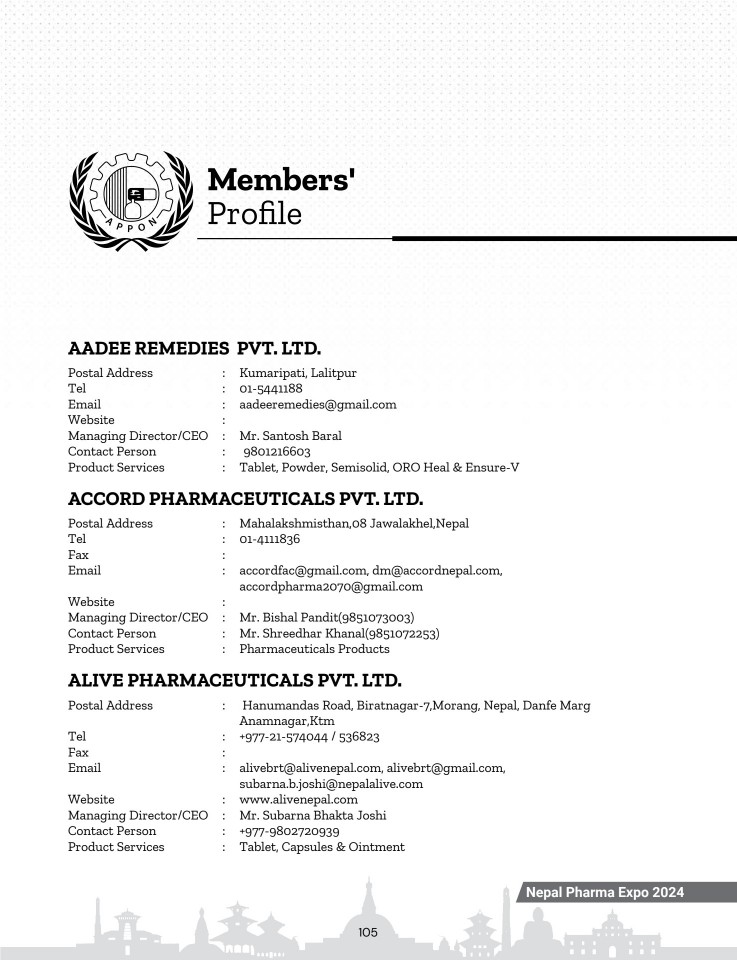 APPON
Members'
Profile
AADEE REMEDIES PVT. LTD.
Postal Address : Kumaripati, Lalitpur
Tel : 01-5441188
Email : aadeeremedies@gmail.com
Website :
Managing Director/CEO : Mr. Santosh Baral
Contact Person : 9801216603
Product Services : Tablet, Powder, Semisolid, ORO Heal & Ensure-V
ACCORD PHARMACEUTICALS PVT. LTD.
Postal Address : Mahalakshmisthan,08 Jawalakhel,Nepal
Tel : 01-4111836
Fax :
Email : accordfac@gmail.com, dm@accordnepal.com,
accordpharma2070@gmail.com
Website :
Managing Director/CEO : Mr. Bishal Pandit(9851073003)
Contact Person : Mr. Shreedhar Khanal(9851072253)
Product Services : Pharmaceuticals Products
ALIVE PHARMACEUTICALS PVT. LTD.
Postal Address : Hanumandas Road, Biratnagar-7,Morang, Nepal, Danfe Marg
Anamnagar,Ktm
Tel : +977-21-574044 / 536823
Fax :
Email : alivebrt@alivenepal.com, alivebrt@gmail.com,
subarna.b.joshi@nepalalive.com
Website : www.alivenepal.com
Managing Director/CEO : Mr. Subarna Bhakta Joshi
Contact Person : +977-9802720939
Product Services : Tablet, Capsules & Ointment
Nepal Pharma Expo 2024
105